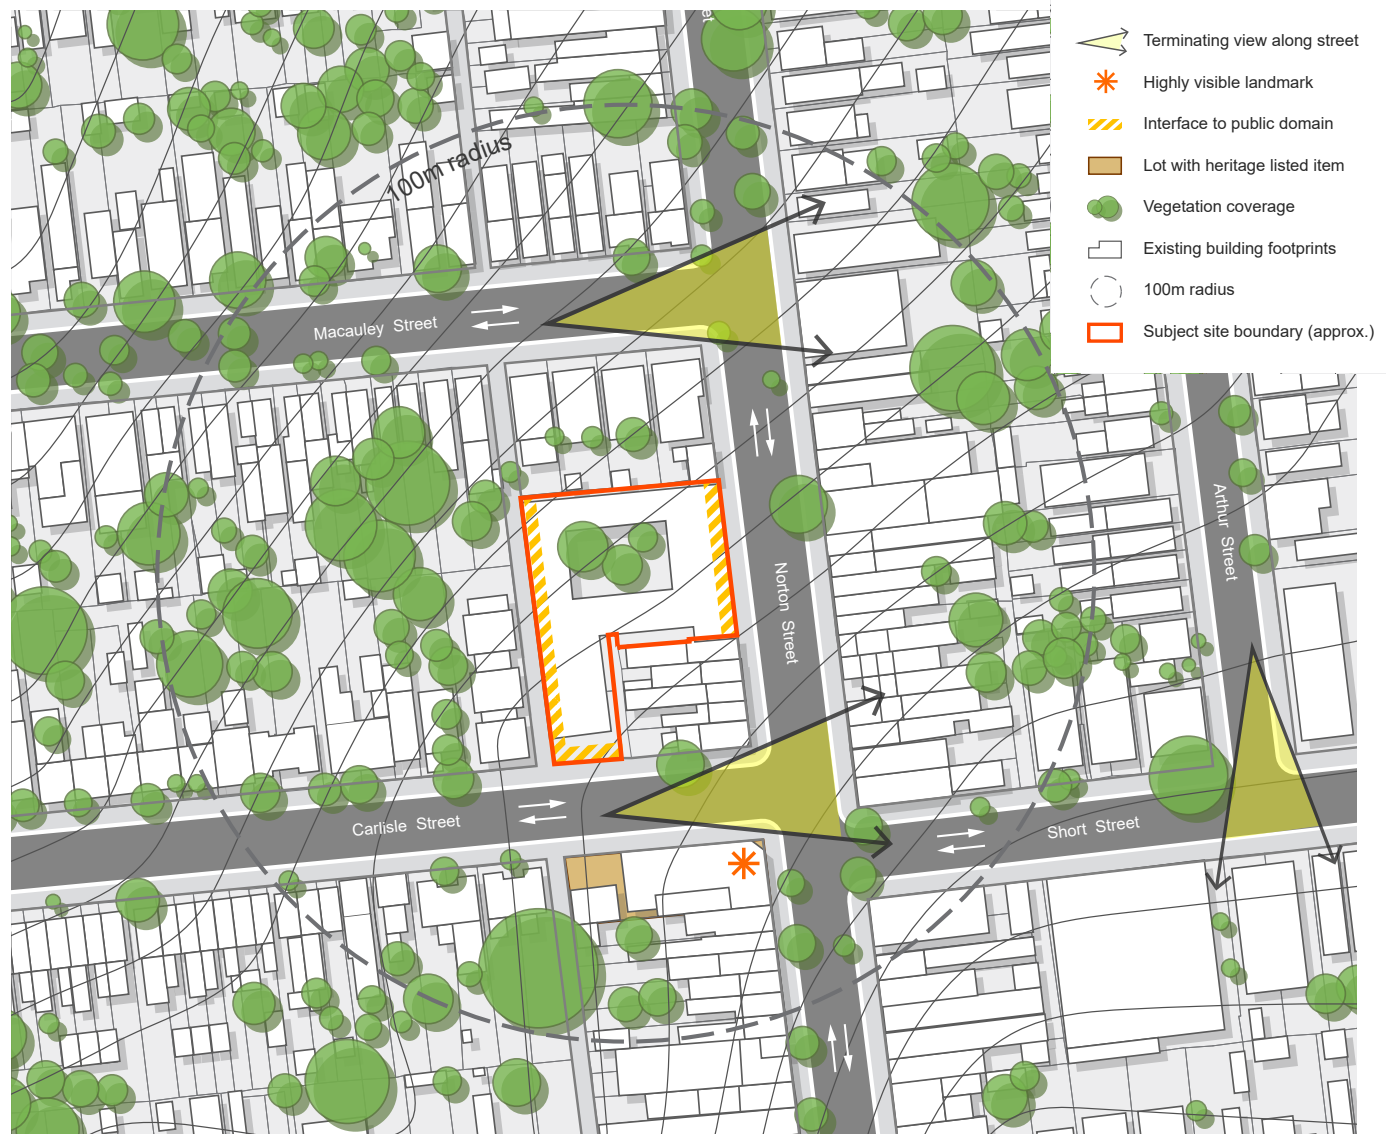 et
Terminating view along street
Highly visible landmark
Interface to public domain
Lot with heritage listed item
Vegetation coverage
Existing building footprints
100m radius
Subject site boundary (approx.)
100m radius
Macauley Street
Arthur Street
Norton Street
Carlisle Street
Short Street